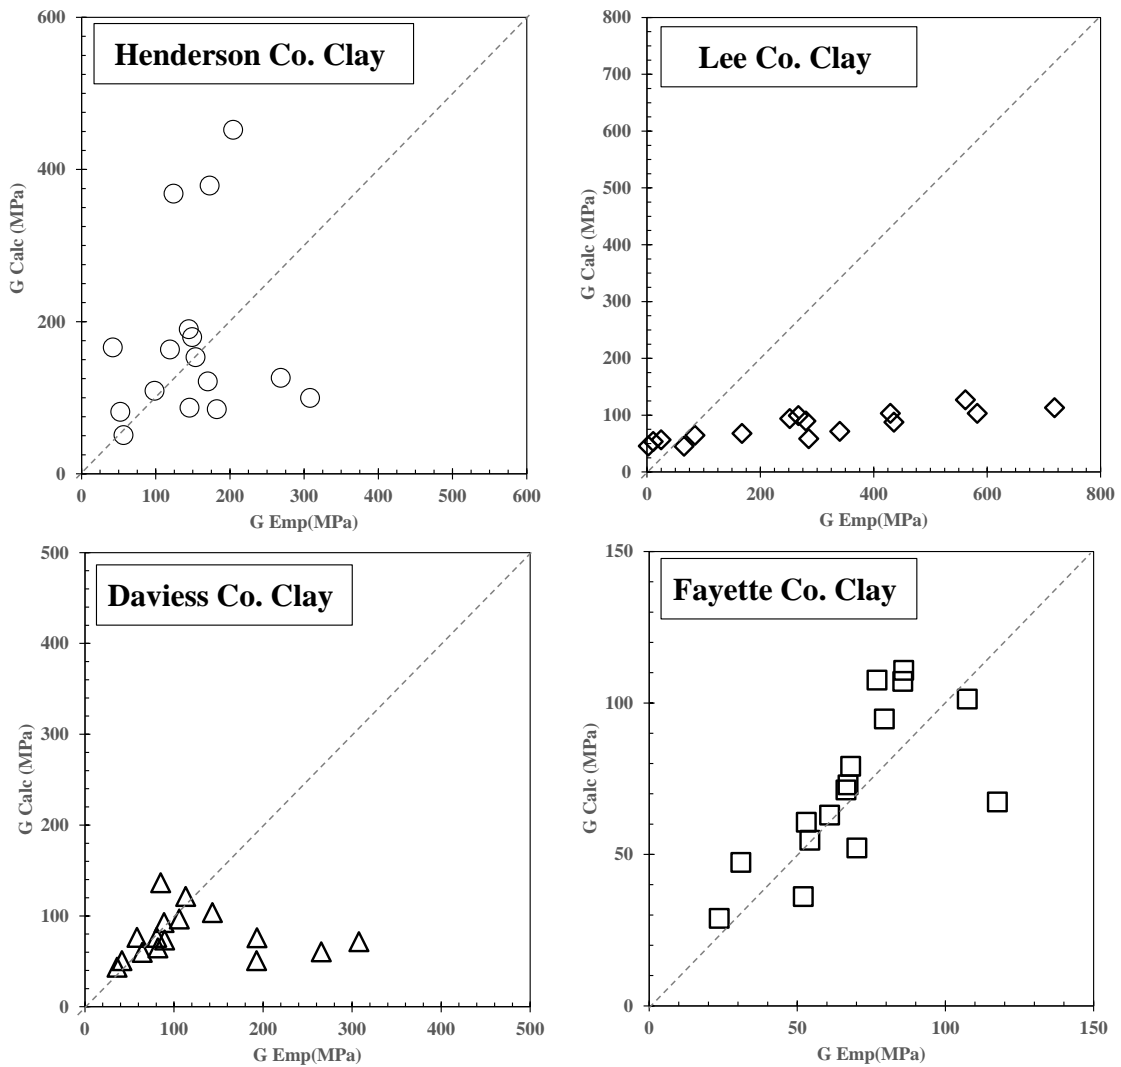 Henderson Co. Clay
600
400
200
0
0 100 200 300 400 500 600
G Calc (MPa)
G Emp(MPa)
Lee Co. Clay
800
700
600
500
400
300
200
100
0
0 200 400 600 800
G Calc (MPa)
G Emp(MPa)
Daviess Co. Clay
500
400
300
200
100
0
0 100 200 300 400 500
G Calc (MPa)
G Emp(MPa)
Fayette Co. Clay
150
100
50
0
0 50 100 150
G Calc (MPa)
G Emp(MPa)